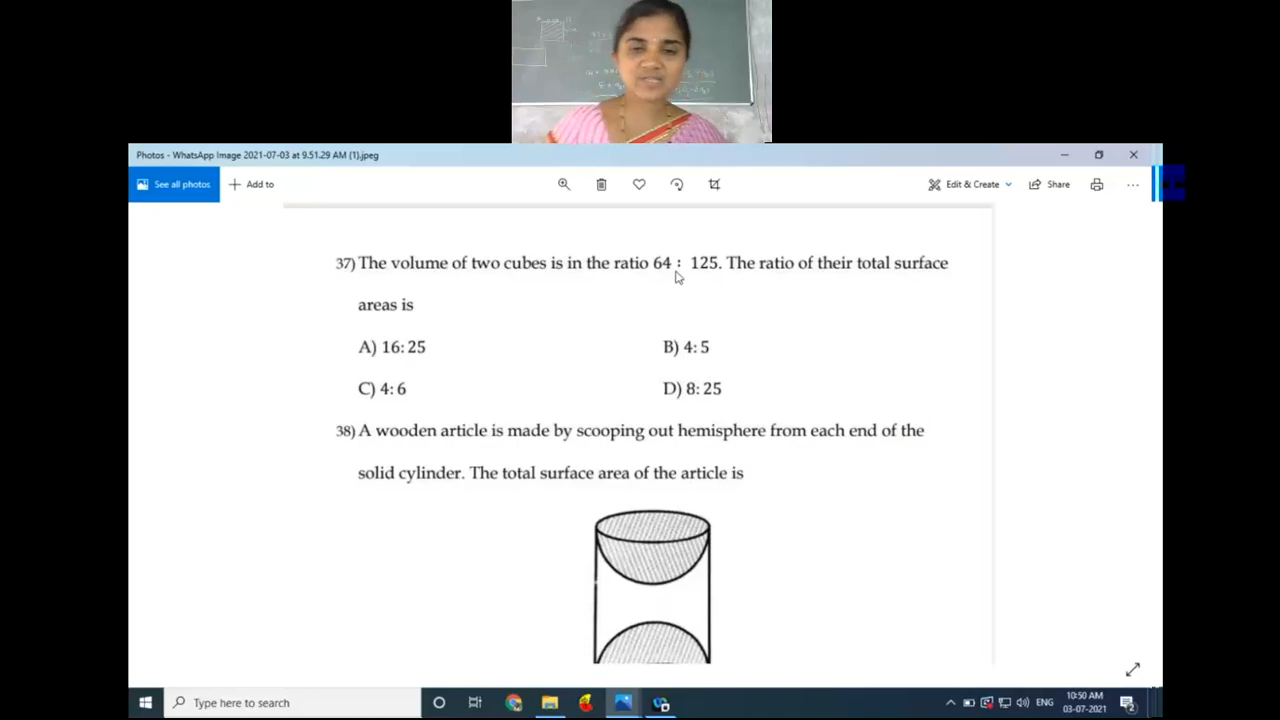 Photos - WhatsApp Image 2021-07-03 at 9.51.29 AM (1).jpeg
See all photos
Add to
Edit & Create
Share
37) The volume of two cubes is in the ratio 64 : 125. The ratio of their total surface
areas is
A) 16: 25
B) 4: 5
C) 4: 6
D) 8: 25
38) A wooden article is made by scooping out hemisphere from each end of the
solid cylinder. The total surface area of the article is
Type here to search
ENG
10:50 AM
03-07-2021
2